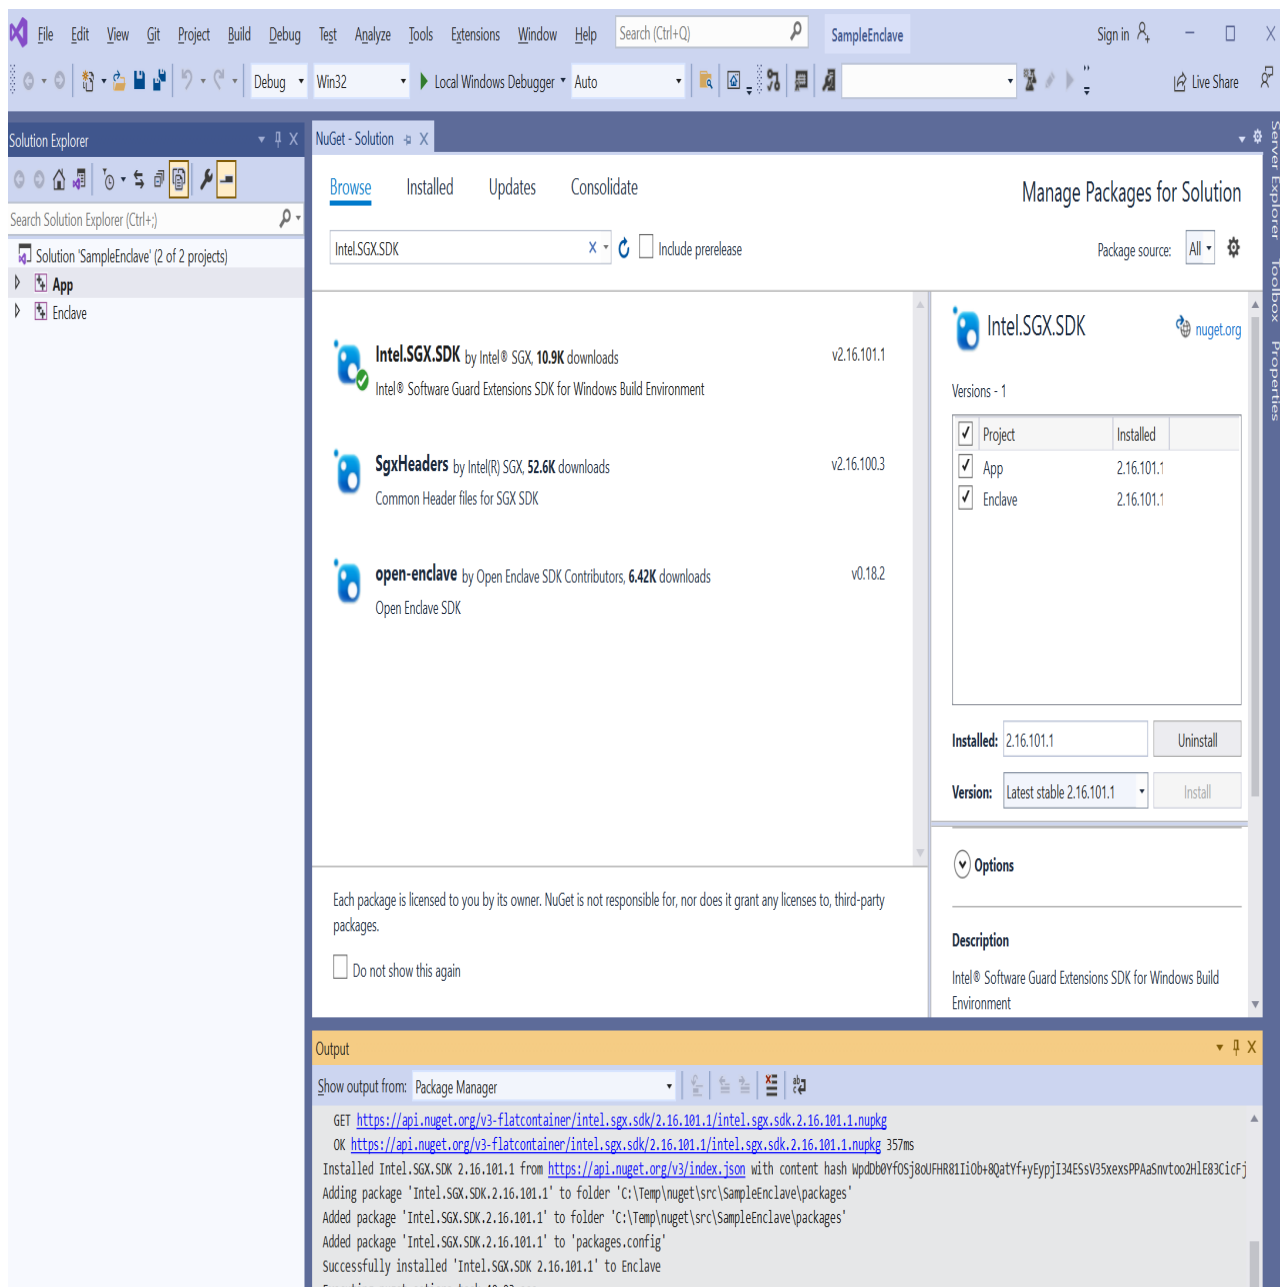 File Edit View Git Project Build Debug Test Analyze Tools Extensions Window Help Search (Ctrl+Q) SampleEnclave Sign in
Debug Win32 Local Windows Debugger Auto Live Share
Solution Explorer
Search Solution Explorer (Ctrl+;)
Solution 'SampleEnclave' (2 of 2 projects)
App
Enclave
NuGet - Solution
Browse Installed Updates Consolidate
Manage Packages for Solution
Intel.SGX.SDK Include prerelease
Package source: All
Intel.SGX.SDK by Intel® SGX, 10.9K downloads v2.16.101.1
Intel® Software Guard Extensions SDK for Windows Build Environment
SgxHeaders by Intel(R) SGX, 52.6K downloads v2.16.100.3
Common Header files for SGX SDK
open-enclave by Open Enclave SDK Contributors, 6.42K downloads v0.18.2
Open Enclave SDK
Each package is licensed to you by its owner. NuGet is not responsible for, nor does it grant any licenses to, third-party
packages.
Do not show this again
Intel.SGX.SDK nuget.org
Versions - 1
Project Installed
App 2.16.101.1
Enclave 2.16.101.1
Installed: 2.16.101.1 Uninstall
Version: Latest stable 2.16.101.1 Install
Options
Description
Intel® Software Guard Extensions SDK for Windows Build
Environment
Server Explorer Toolbox Properties
Output
Show output from: Package Manager
GET https://api.nuget.org/v3-flatcontainer/intel.sgx.sdk/2.16.101.1/intel.sgx.sdk.2.16.101.1.nupkg
OK https://api.nuget.org/v3-flatcontainer/intel.sgx.sdk/2.16.101.1/intel.sgx.sdk.2.16.101.1.nupkg 357ms
Installed Intel.SGX.SDK 2.16.101.1 from https://api.nuget.org/v3/index.json with content hash
Adding package 'Intel.SGX.SDK.2.16.101.1' to folder 'C:\Temp\nuget\src\SampleEnclave\packages'
Added package 'Intel.SGX.SDK.2.16.101.1' to folder 'C:\Temp\nuget\src\SampleEnclave\packages'
Added package 'Intel.SGX.SDK.2.16.101.1' to 'packages.config'
Successfully installed 'Intel.SGX.SDK 2.16.101.1' to Enclave